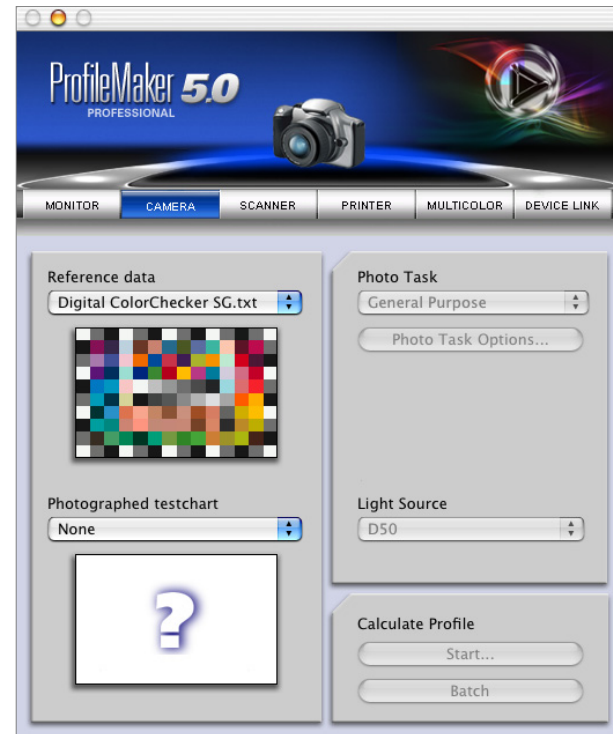 ProfileMaker 5.0
PROFESSIONAL
MONITOR CAMERA SCANNER PRINTER MULTICOLOR DEVICE LINK
Reference data
Digital ColorChecker SG.txt
Photographed testchart
None
?
Photo Task
General Purpose
Photo Task Options...
Light Source
D50
Calculate Profile
Start...
Batch